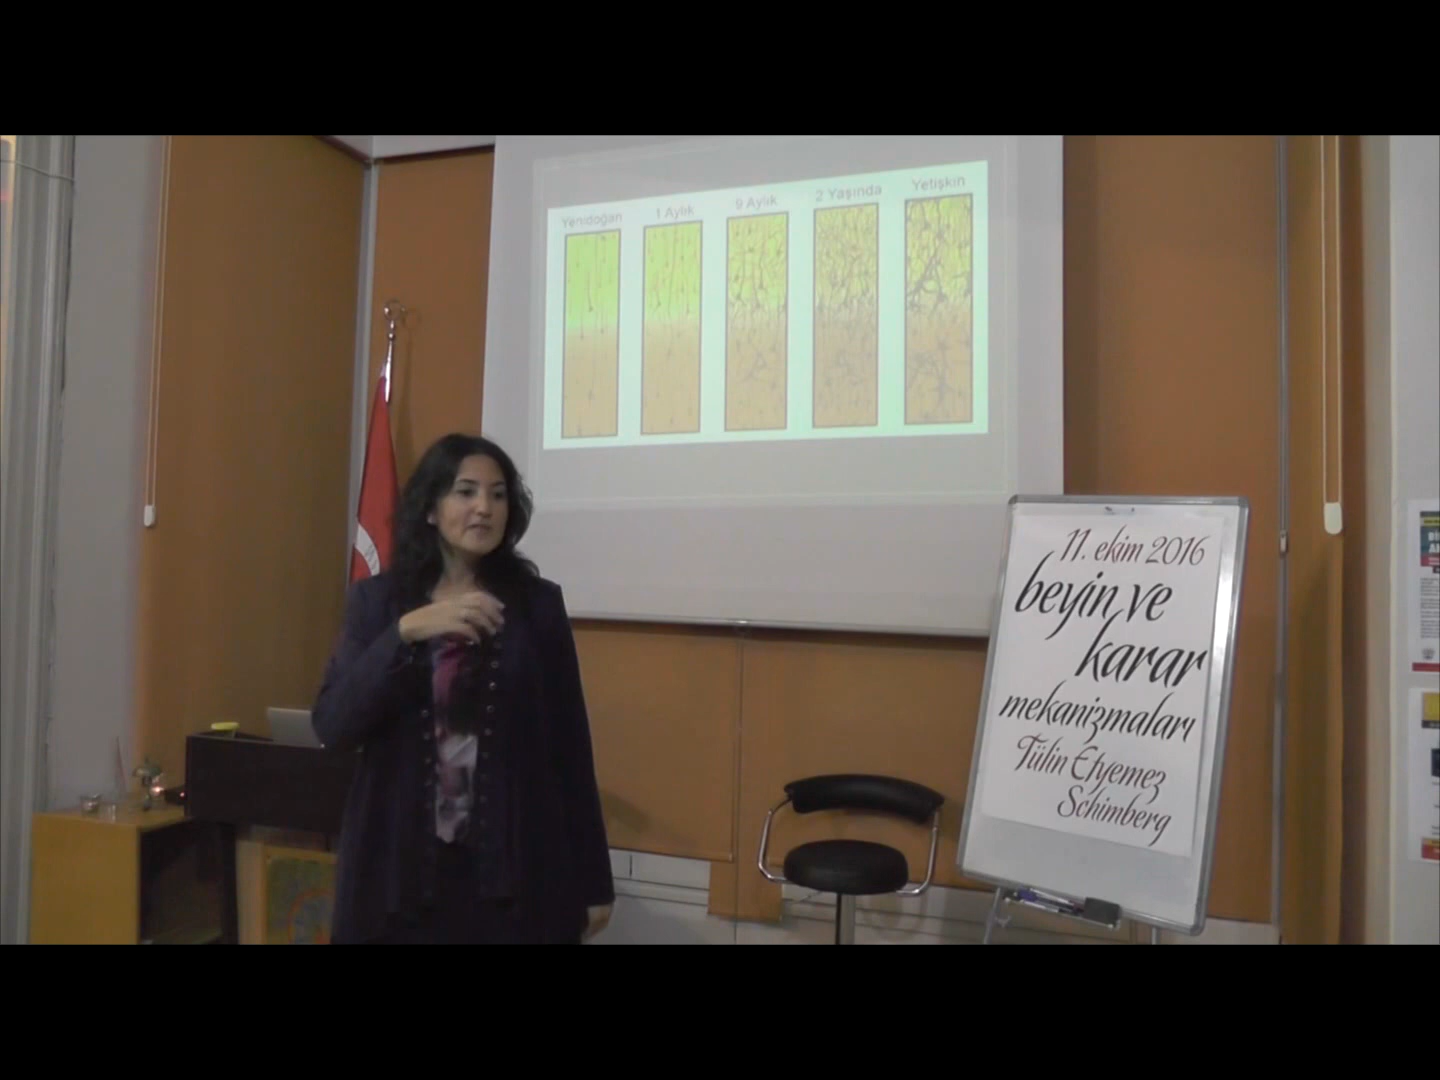 Yenidoğan
1 Aylık
9 Aylık
2 Yaşında
Yetişkin
11. ekim 2016
beyin ve
karar
mekanizmaları
Tülin Etyemez
Schimberg